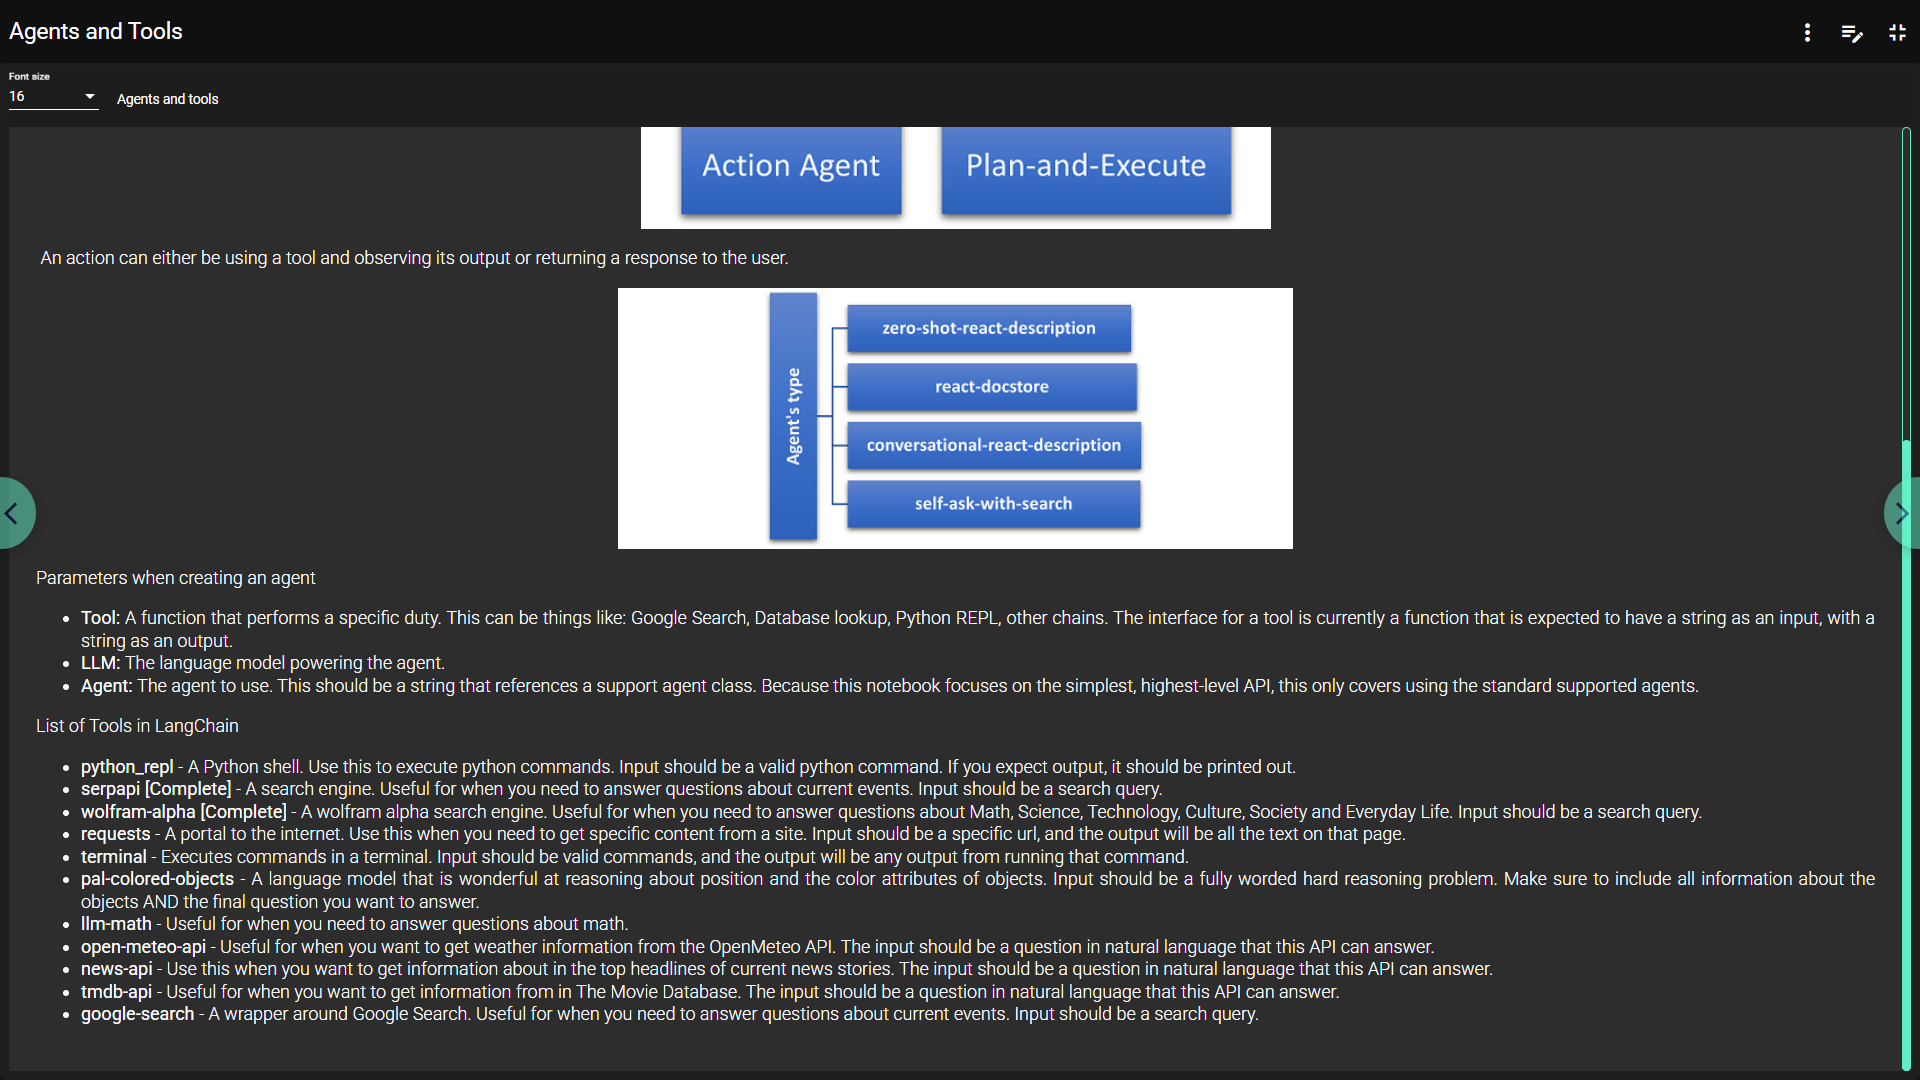 Agents and Tools
Font size
16
Agents and tools
Action Agent
Plan-and-Execute
An action can either be using a tool and observing its output or returning a response to the user.
Agent's type
zero-shot-react-description
react-docstore
conversational-react-description
self-ask-with-search
Parameters when creating an agent
• Tool: A function that performs a specific duty. This can be things like: Google Search, Database lookup, Python REPL, other chains. The interface for a tool is currently a function that is expected to have a string as an input, with a
string as an output.
• LLM: The language model powering the agent.
• Agent: The agent to use. This should be a string that references a support agent class. Because this notebook focuses on the simplest, highest-level API, this only covers using the standard supported agents.
List of Tools in LangChain
• python_repl - A Python shell. Use this to execute python commands. Input should be a valid python command. If you expect output, it should be printed out.
• serpapi [Complete] - A search engine. Useful for when you need to answer questions about current events. Input should be a search query.
• wolfram-alpha [Complete] - A wolfram alpha search engine. Useful for when you need to answer questions about Math, Science, Technology, Culture, Society and Everyday Life. Input should be a search query.
• requests - A portal to the internet. Use this when you need to get specific content from a site. Input should be a specific url, and the output will be all the text on that page.
• terminal - Executes commands in a terminal. Input should be valid commands, and the output will be any output from running that command.
• pal-colored-objects - A language model that is wonderful at reasoning about position and the color attributes of objects. Input should be a fully worded hard reasoning problem. Make sure to include all information about the
objects AND the final question you want to answer.
• llm-math - Useful for when you need to answer questions about math.
• open-meteo-api - Useful for when you want to get weather information from the OpenMeteo API. The input should be a question in natural language that this API can answer.
• news-api - Use this when you want to get information about in the top headlines of current news stories. The input should be a question in natural language that this API can answer.
• tmdb-api - Useful for when you want to get information from in The Movie Database. The input should be a question in natural language that this API can answer.
• google-search - A wrapper around Google Search. Useful for when you need to answer questions about current events. Input should be a search query.